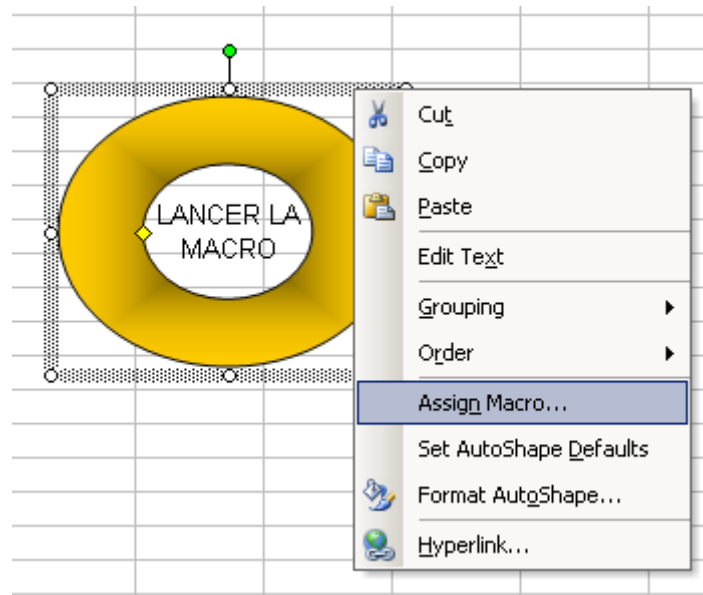 LANCER LA
MACRO
Cut
Copy
Paste
Edit Text
Grouping
Order
Assign Macro...
Set AutoShape Defaults
Format AutoShape...
Hyperlink...